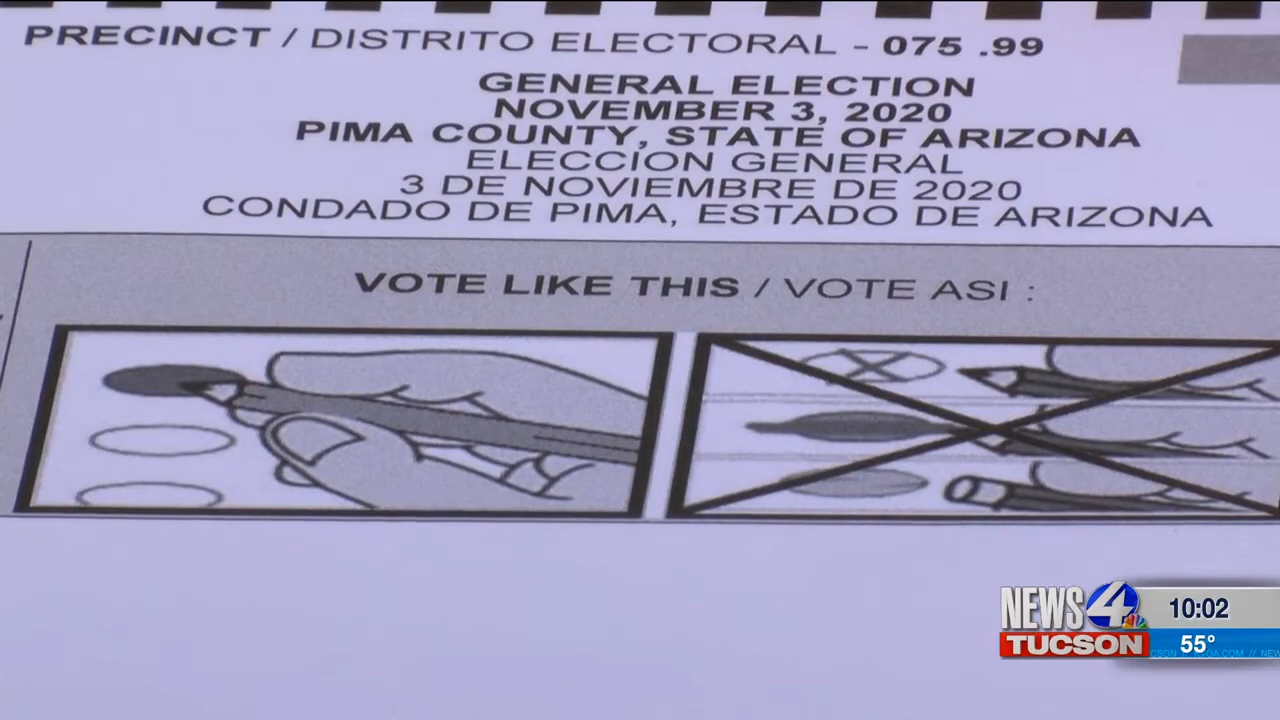 PRECINCT / DISTRITO ELECTORAL - 075 .99
GENERAL ELECTION
NOVEMBER 3, 2020
PIMA COUNTY, STATE OF ARIZONA
ELECCION GENERAL
3 DE NOVIEMBRE DE 2020
CONDADO DE PIMA, ESTADO DE ARIZONA
VOTE LIKE THIS / VOTE ASI :
NEWS 4
TUCSON
10:02
55°